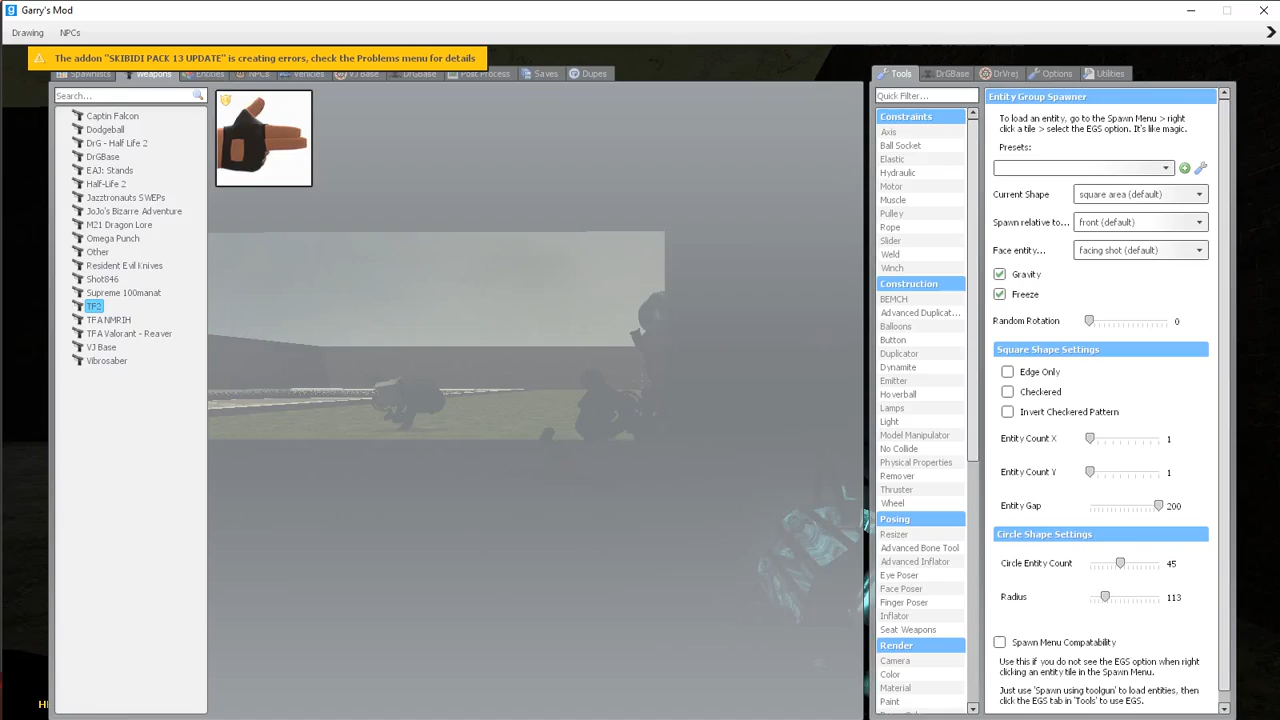 Garry's Mod
Drawing NPCs
The addon "SKIBIDI PACK 13 UPDATE" is creating errors, check the Problems menu for details
Spawnlists Weapons Entities NPCs Vehicles VJ Base DrGBase Post Process Saves Dupes
Search...
Captin Falcon
Dodgeball
DrG - Half Life 2
DrGBase
EAJ: Stands
Half-Life 2
Jazztronauts SWEPs
JoJo's Bizarre Adventure
M21 Dragon Lore
Omega Punch
Other
Resident Evil Knives
Shot846
Supreme 100manat
TF2
TFA NMRIH
TFA Valorant - Reaver
VJ Base
Vibrosaber
Tools DrGBase DrVrej Options Utilities
Quick Filter...
Constraints
Axis
Ball Socket
Elastic
Hydraulic
Motor
Muscle
Pulley
Rope
Slider
Weld
Winch
Construction
BEMCH
Advanced Duplicat...
Balloons
Button
Duplicator
Dynamite
Emitter
Hoverball
Lamps
Light
Model Manipulator
No Collide
Physical Properties
Remover
Thruster
Wheel
Posing
Resizer
Advanced Bone Tool
Advanced Inflator
Eye Poser
Face Poser
Finger Poser
Inflator
Seat Weapons
Render
Camera
Color
Material
Paint
Entity Group Spawner
To load an entity, go to the Spawn Menu > right
click a tile > select the EGS option. It's like magic.
Presets:
Current Shape square area (default)
Spawn relative to... front (default)
Face entity... facing shot (default)
Gravity
Freeze
Random Rotation 0
Square Shape Settings
Edge Only
Checkered
Invert Checkered Pattern
Entity Count X 1
Entity Count Y 1
Entity Gap 200
Circle Shape Settings
Circle Entity Count 45
Radius 113
Spawn Menu Compatability
Use this if you do not see the EGS option when right
clicking an entity tile in the Spawn Menu.
Just use 'Spawn using toolgun' to load entities, then
click the EGS tab in 'Tools' to use EGS.